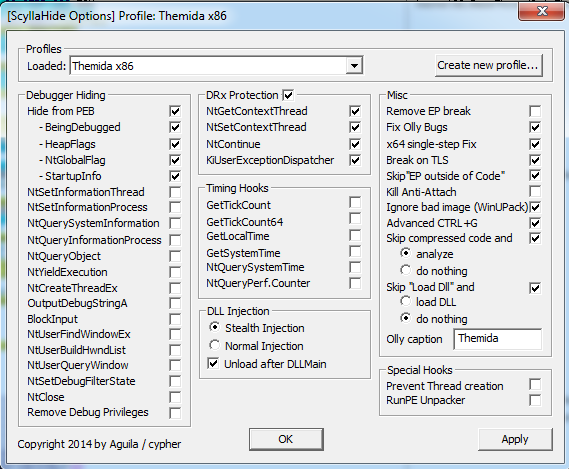 [ScyllaHide Options] Profile: Themida x86
Profiles
Loaded: Themida x86
Create new profile...
Debugger Hiding
Hide from PEB
- BeingDebugged
- HeapFlags
- NtGlobalFlag
- StartupInfo
NtSetInformationThread
NtSetInformationProcess
NtQuerySystemInformation
NtQueryInformationProcess
NtQueryObject
NtYieldExecution
NtCreateThreadEx
OutputDebugStringA
BlockInput
NtUserFindWindowEx
NtUserBuildHwndList
NtUserQueryWindow
NtSetDebugFilterState
NtClose
Remove Debug Privileges
DRx Protection
NtGetContextThread
NtSetContextThread
NtContinue
KiUserExceptionDispatcher
Timing Hooks
GetTickCount
GetTickCount64
GetLocalTime
GetSystemTime
NtQuerySystemTime
NtQueryPerf.Counter
DLL Injection
Stealth Injection
Normal Injection
Unload after DLLMain
Misc
Remove EP break
Fix Olly Bugs
x64 single-step Fix
Break on TLS
Skip"EP outside of Code"
Kill Anti-Attach
Ignore bad image (WinUPack)
Advanced CTRL+G
Skip compressed code and
analyze
do nothing
Skip "Load Dll" and
load DLL
do nothing
Olly caption Themida
Special Hooks
Prevent Thread creation
RunPE Unpacker
Copyright 2014 by Aguila / cypher
OK
Apply